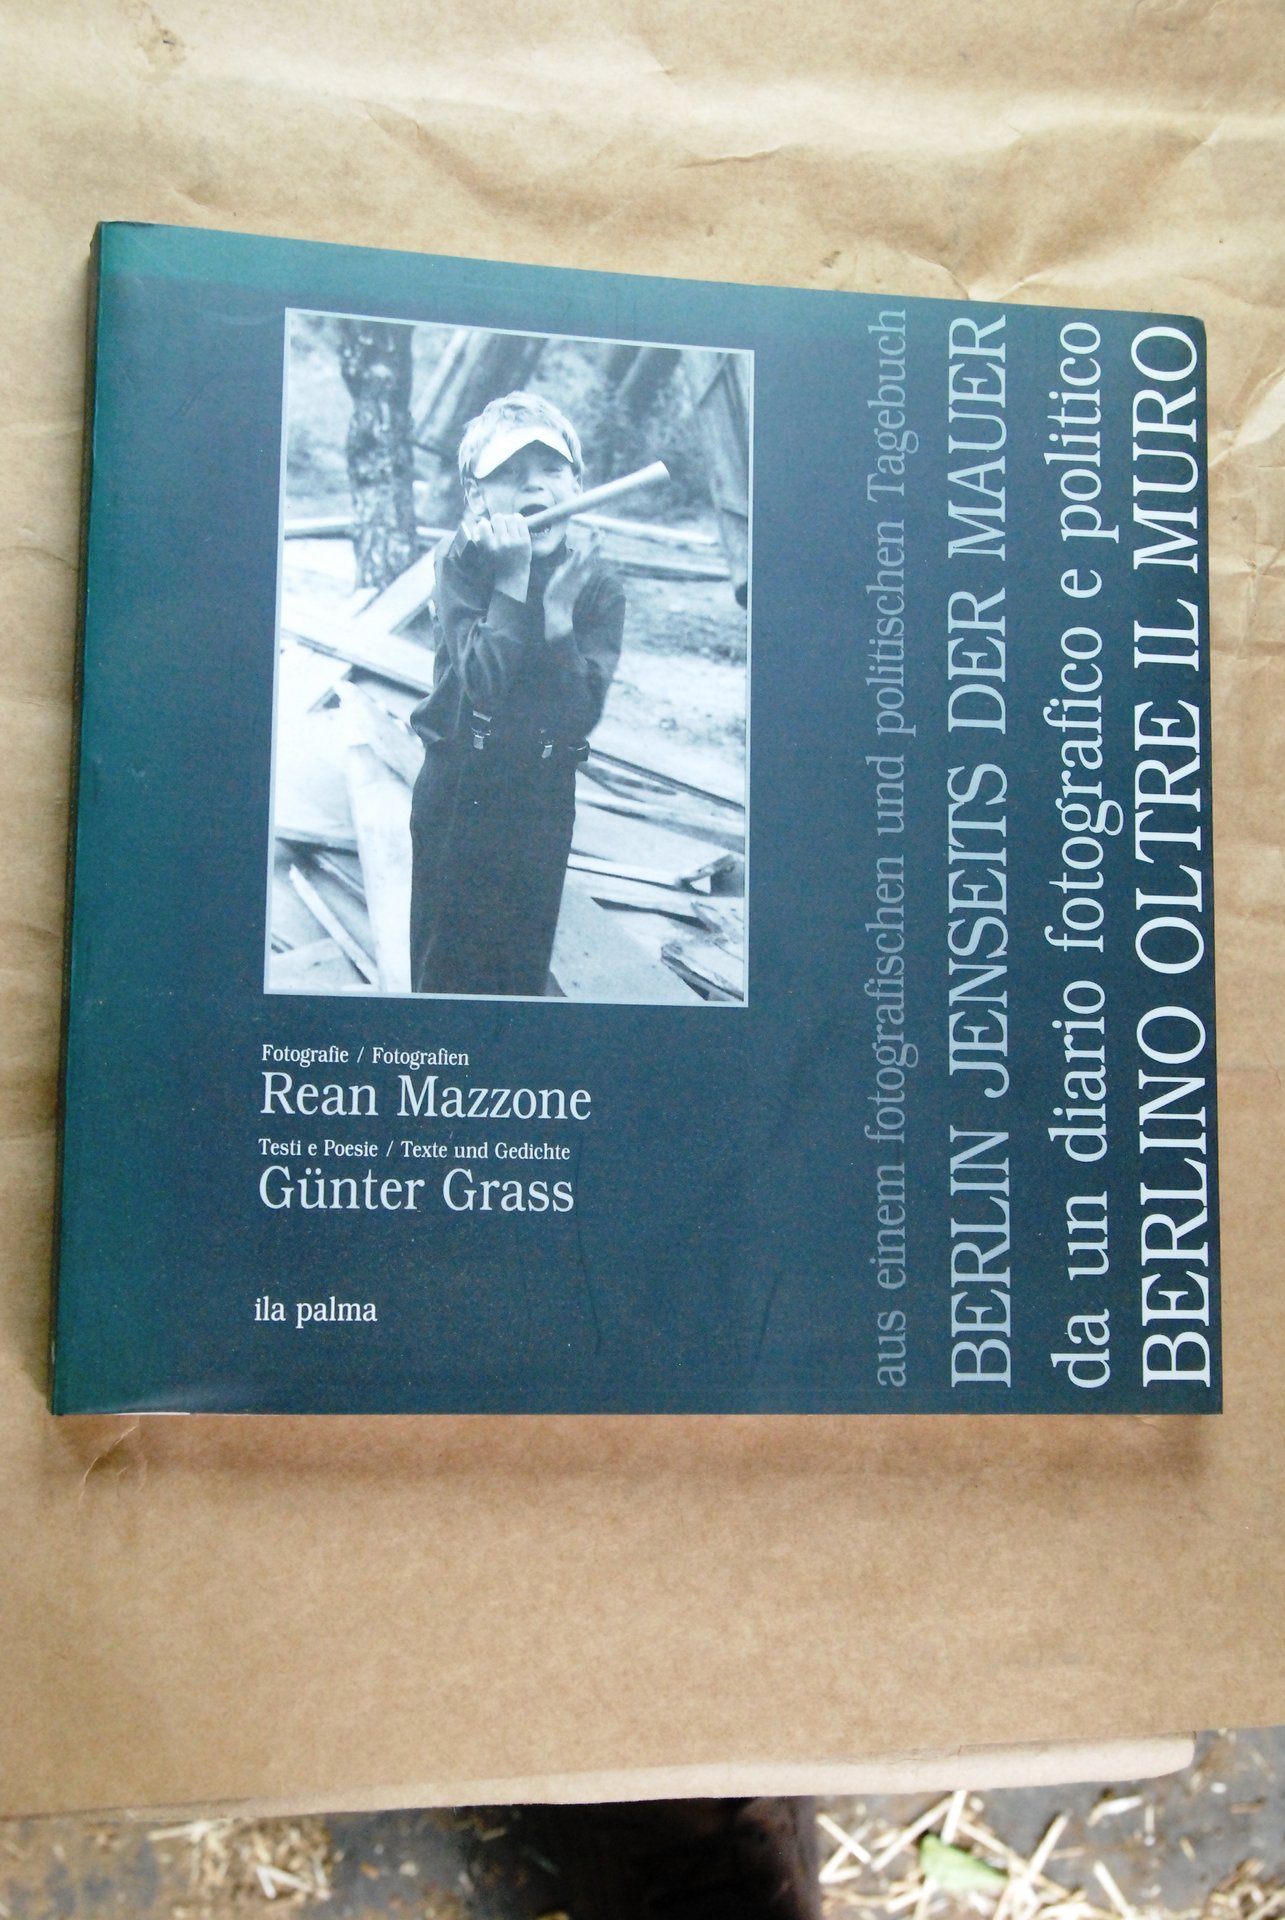 aus einem fotografischen und politischen Tagebuch
BERLIN JENSEITS DER MAUER
da un diario fotografico e politico
BERLINO OLTRE IL MURO
Fotografie / Fotografien
Rean Mazzone
Testi e Poesie / Texte und Gedichte
Günter Grass
ila palma